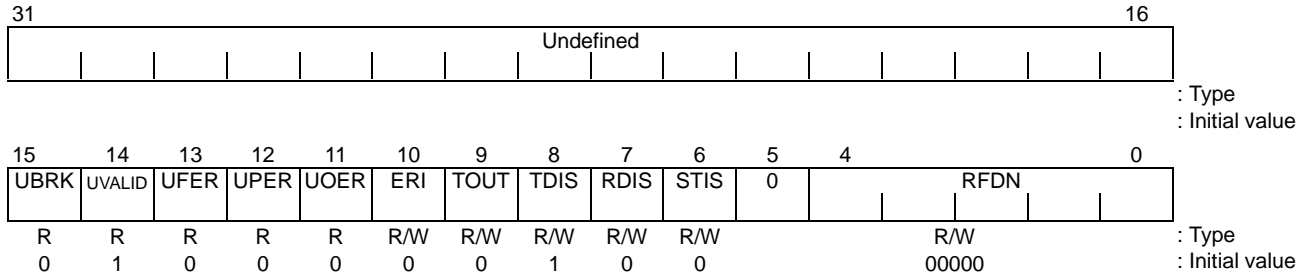 31 16
Undefined
: Type
: Initial value
15 14 13 12 11 10 9 8 7 6 5 4 0
UBRK UVALID UFER UPER UOER ERI TOUT TDIS RDIS STIS 0 RFDN
R R R R R R/W R/W R/W R/W R/W R/W : Type
0 1 0 0 0 0 0 1 0 0 00000 : Initial value